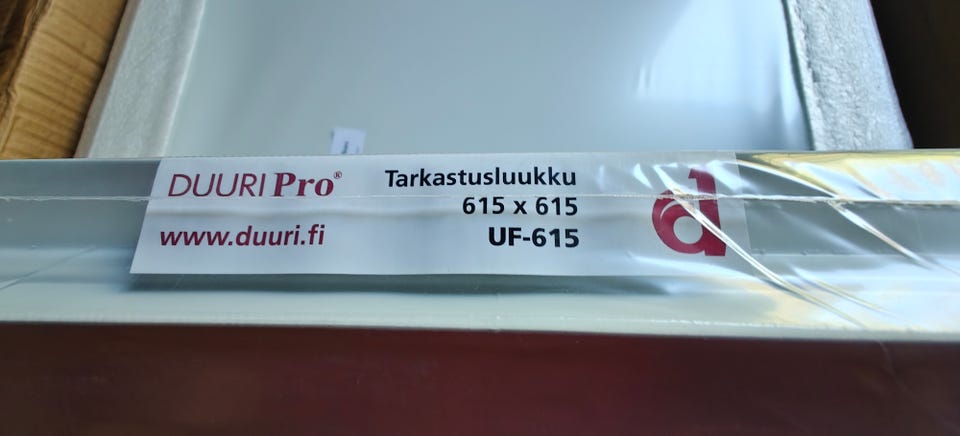 DUURI Pro®
www.duuri.fi
Tarkastusluukku
615 x 615
UF-615
d